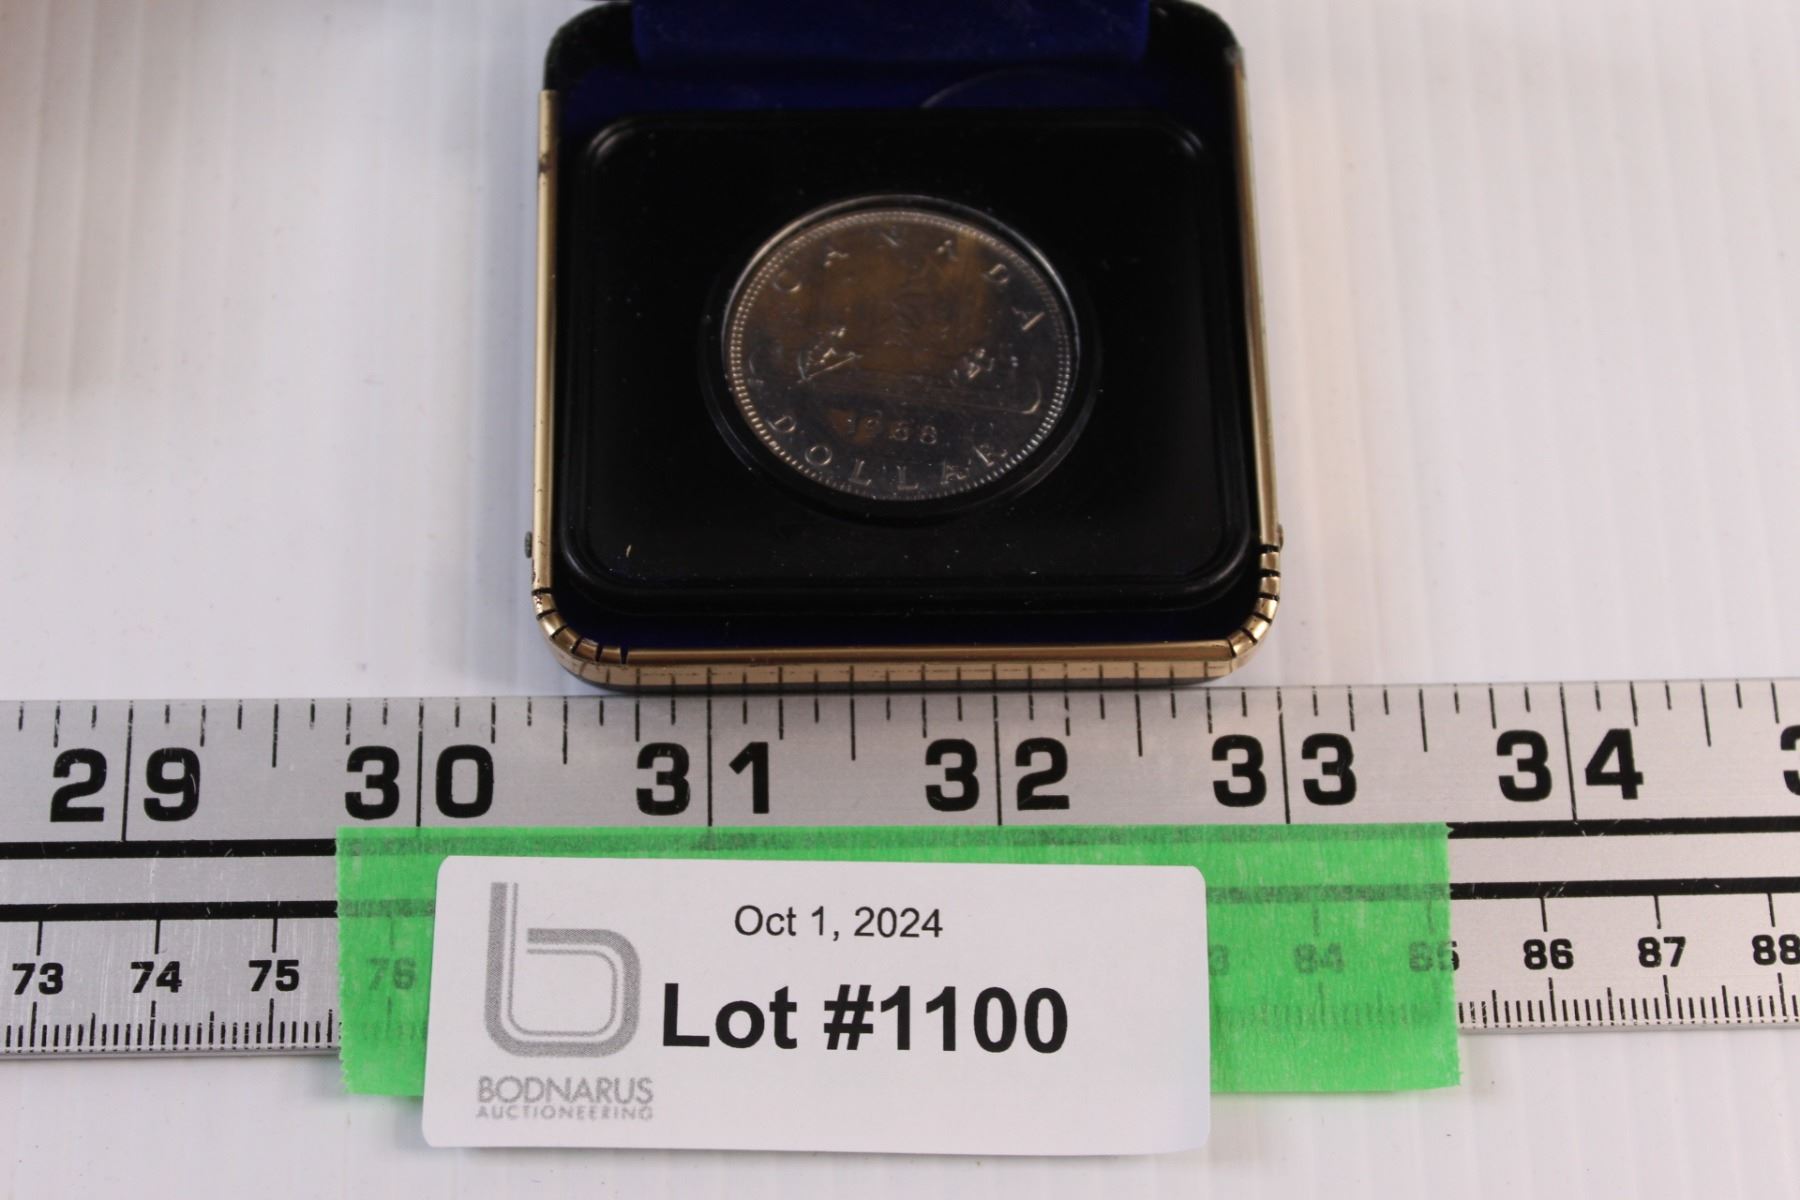 CANADA
1968
DOLLAR
29 30 31 32 33 34
Oct 1, 2024
Lot #1100
BODNARUS
AUCTIONEERING
73 74 75 76 84 85 86 87 88